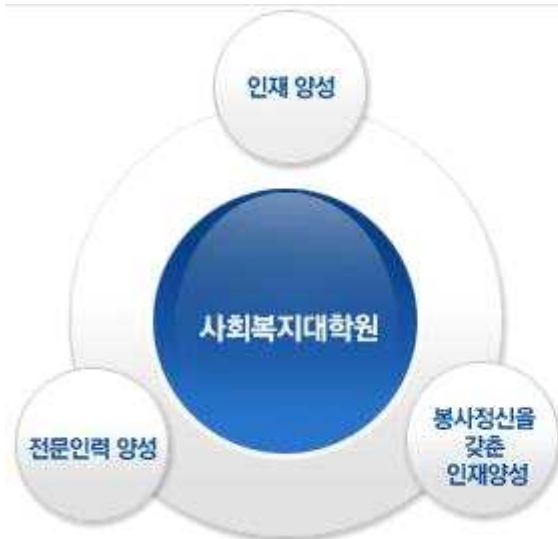 인재 양성
사회복지대학원
전문인력 양성
봉사정신을
갖춘
인재양성